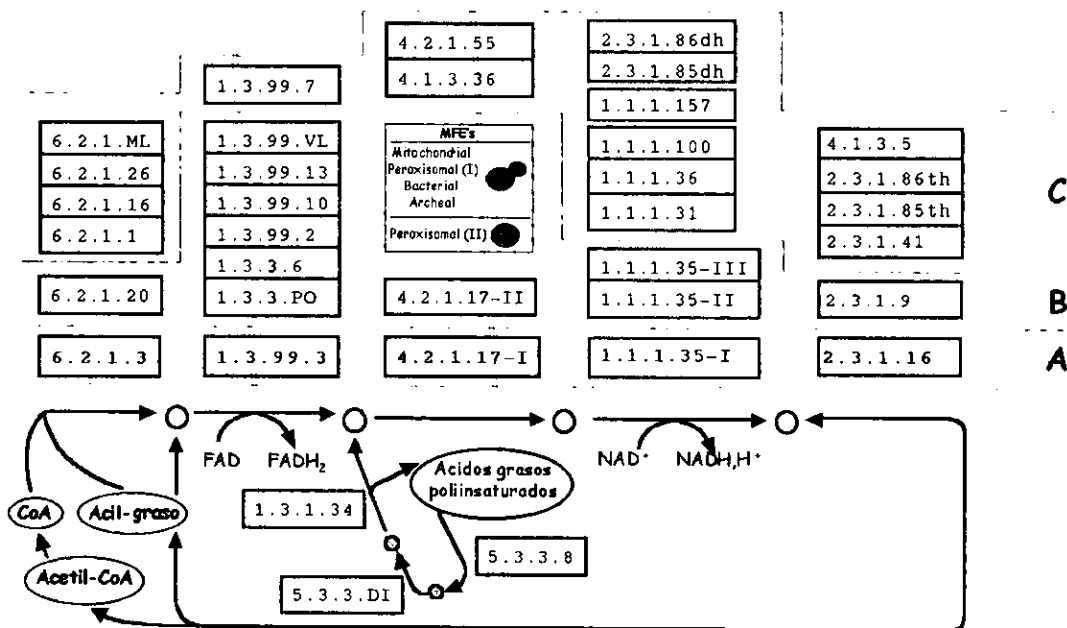 4.2.1.55
4.1.3.36
2.3.1.86dh
2.3.1.85dh
1.3.99.7
1.1.1.157
6.2.1.ML
6.2.1.26
6.2.1.16
6.2.1.1
1.3.99.VL
1.3.99.13
1.3.99.10
1.3.99.2
1.3.3.6
1.3.3.PO
MFE's
Mitochondrial
Peroxisomal (I)
Bacterial
Archeal
Peroxisomal (II)
1.1.1.100
1.1.1.36
1.1.1.31
4.1.3.5
2.3.1.86th
2.3.1.85th
2.3.1.41
C
6.2.1.20
4.2.1.17-II
1.1.1.35-III
1.1.1.35-II
2.3.1.9
B
6.2.1.3
1.3.99.3
4.2.1.17-I
1.1.1.35-I
2.3.1.16
A
FAD
FADH₂
NAD⁺
NADH,H⁺
Acidos grasos
poliinsaturados
1.3.1.34
CoA
Acil-graso
5.3.3.8
Acetil-CoA
5.3.3.DI